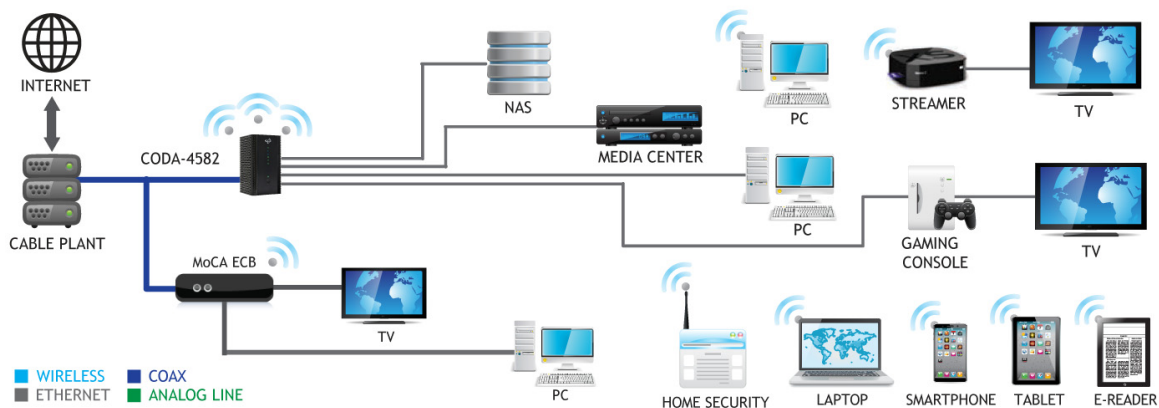 INTERNET
CABLE PLANT
CODA-4582
NAS
MEDIA CENTER
PC
STREAMER
TV
PC
GAMING
CONSOLE
TV
MoCA ECB
TV
PC
HOME SECURITY
LAPTOP
SMARTPHONE
TABLET
E-READER
WIRELESS
COAX
ETHERNET
ANALOG LINE